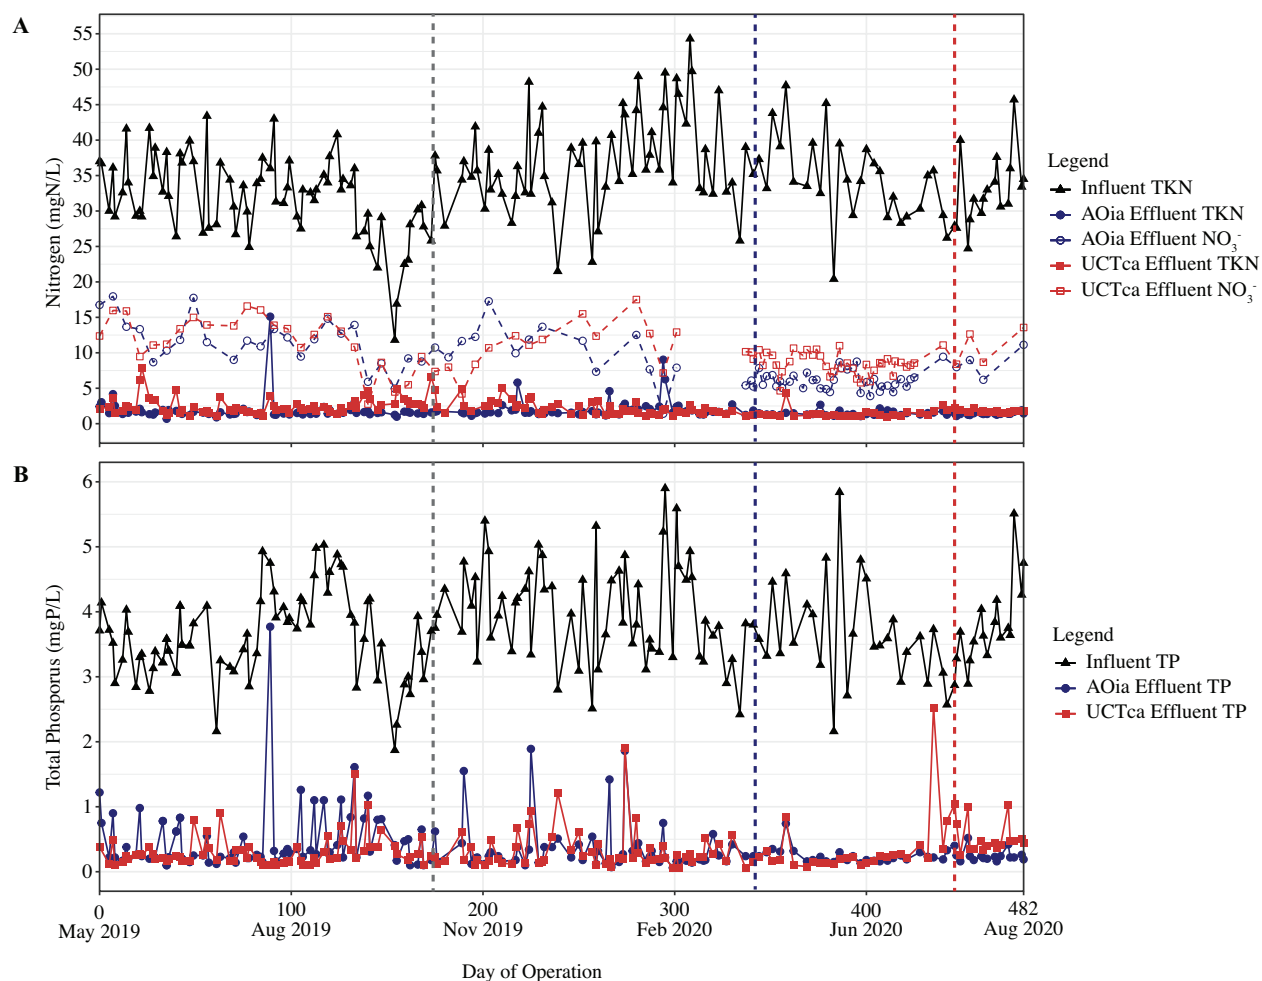 A
Nitrogen (mgN/L)
55
50
45
40
35
30
25
20
15
10
5
0
Legend
Influent TKN
AOia Effluent TKN
AOia Effluent NO3-
UCTca Effluent TKN
UCTca Effluent NO3-
B
Total Phosporus (mgP/L)
6
5
4
3
2
1
0
Legend
Influent TP
AOia Effluent TP
UCTca Effluent TP
0 100 200 300 400 482
May 2019 Aug 2019 Nov 2019 Feb 2020 Jun 2020 Aug 2020
Day of Operation